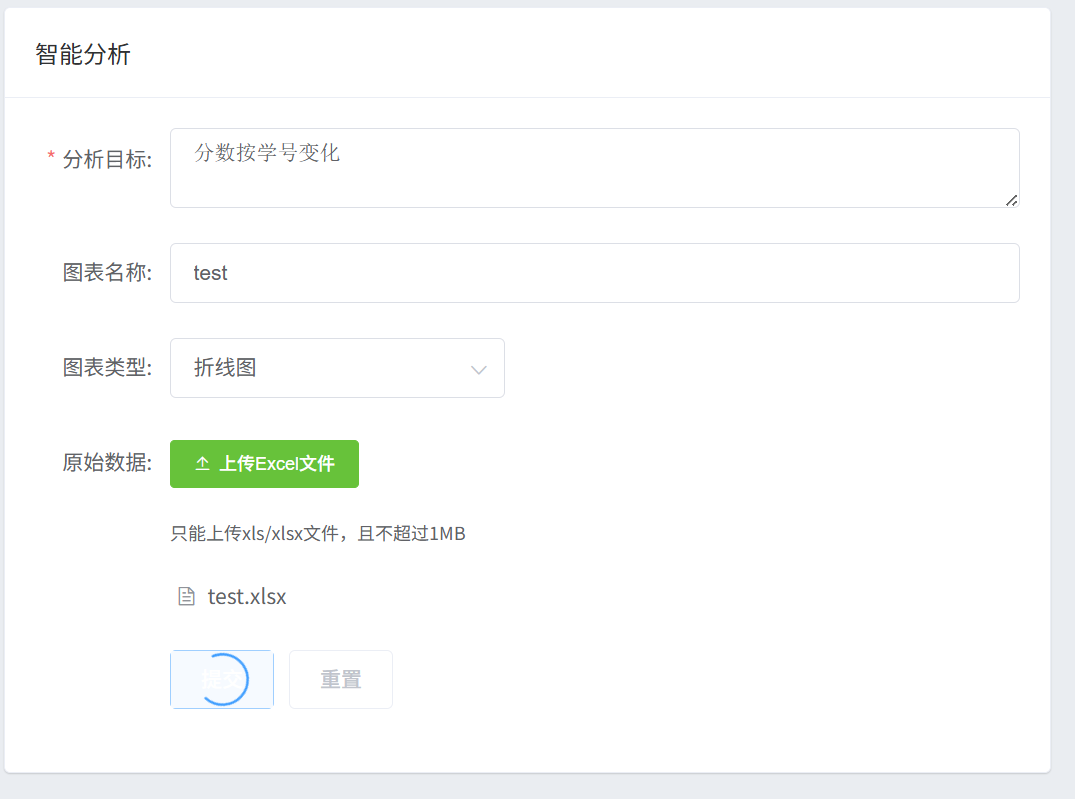 智能分析
* 分析目标:
分数按学号变化
图表名称:
test
图表类型:
折线图
原始数据:
上传Excel文件
只能上传xls/xlsx文件，且不超过1MB
test.xlsx
提交
重置